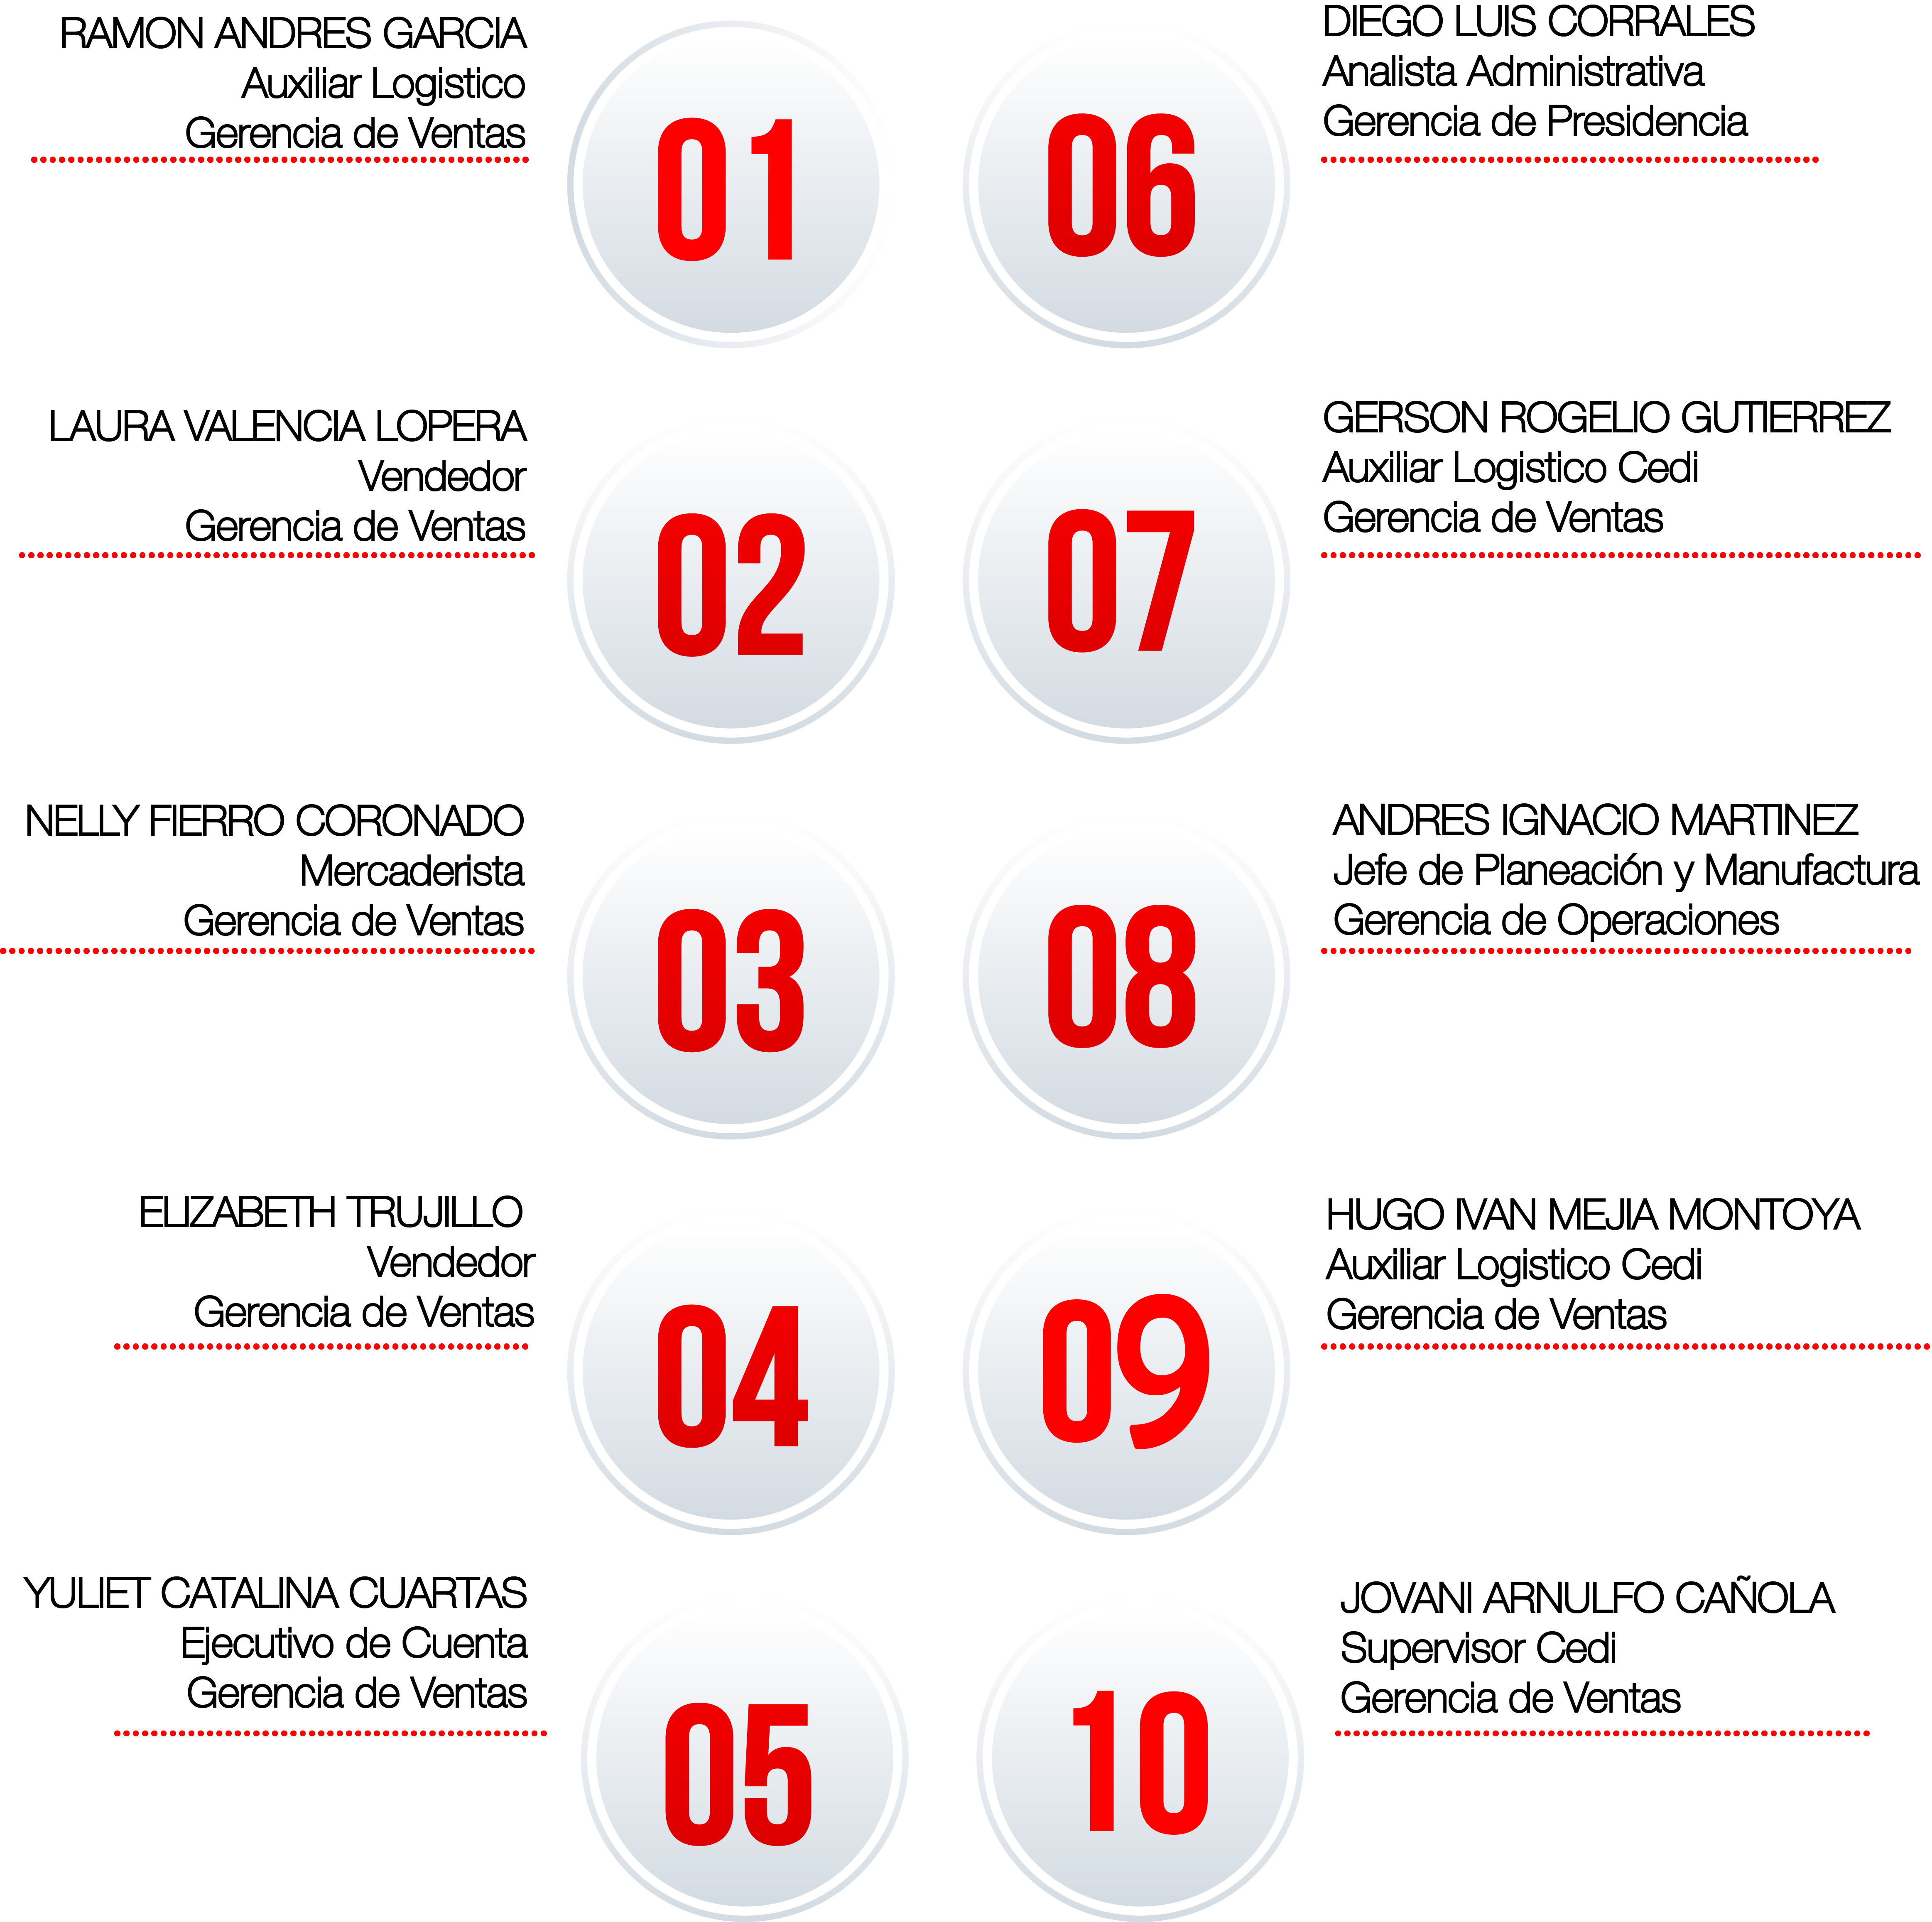 RAMON ANDRES GARCIA
Auxiliar Logistico
Gerencia de Ventas
01
LAURA VALENCIA LOPERA
Vendedor
Gerencia de Ventas
02
NELLY FIERRO CORONADO
Mercaderista
Gerencia de Ventas
03
ELIZABETH TRUJILLO
Vendedor
Gerencia de Ventas
04
YULIET CATALINA CUARTAS
Ejecutivo de Cuenta
Gerencia de Ventas
05
DIEGO LUIS CORRALES
Analista Administrativa
Gerencia de Presidencia
06
GERSON ROGELIO GUTIERREZ
Auxiliar Logistico Cedi
Gerencia de Ventas
07
ANDRES IGNACIO MARTINEZ
Jefe de Planeación y Manufactura
Gerencia de Operaciones
08
HUGO IVAN MEJIA MONTOYA
Auxiliar Logistico Cedi
Gerencia de Ventas
09
JOVANI ARNULFO CAÑOLA
Supervisor Cedi
Gerencia de Ventas
10